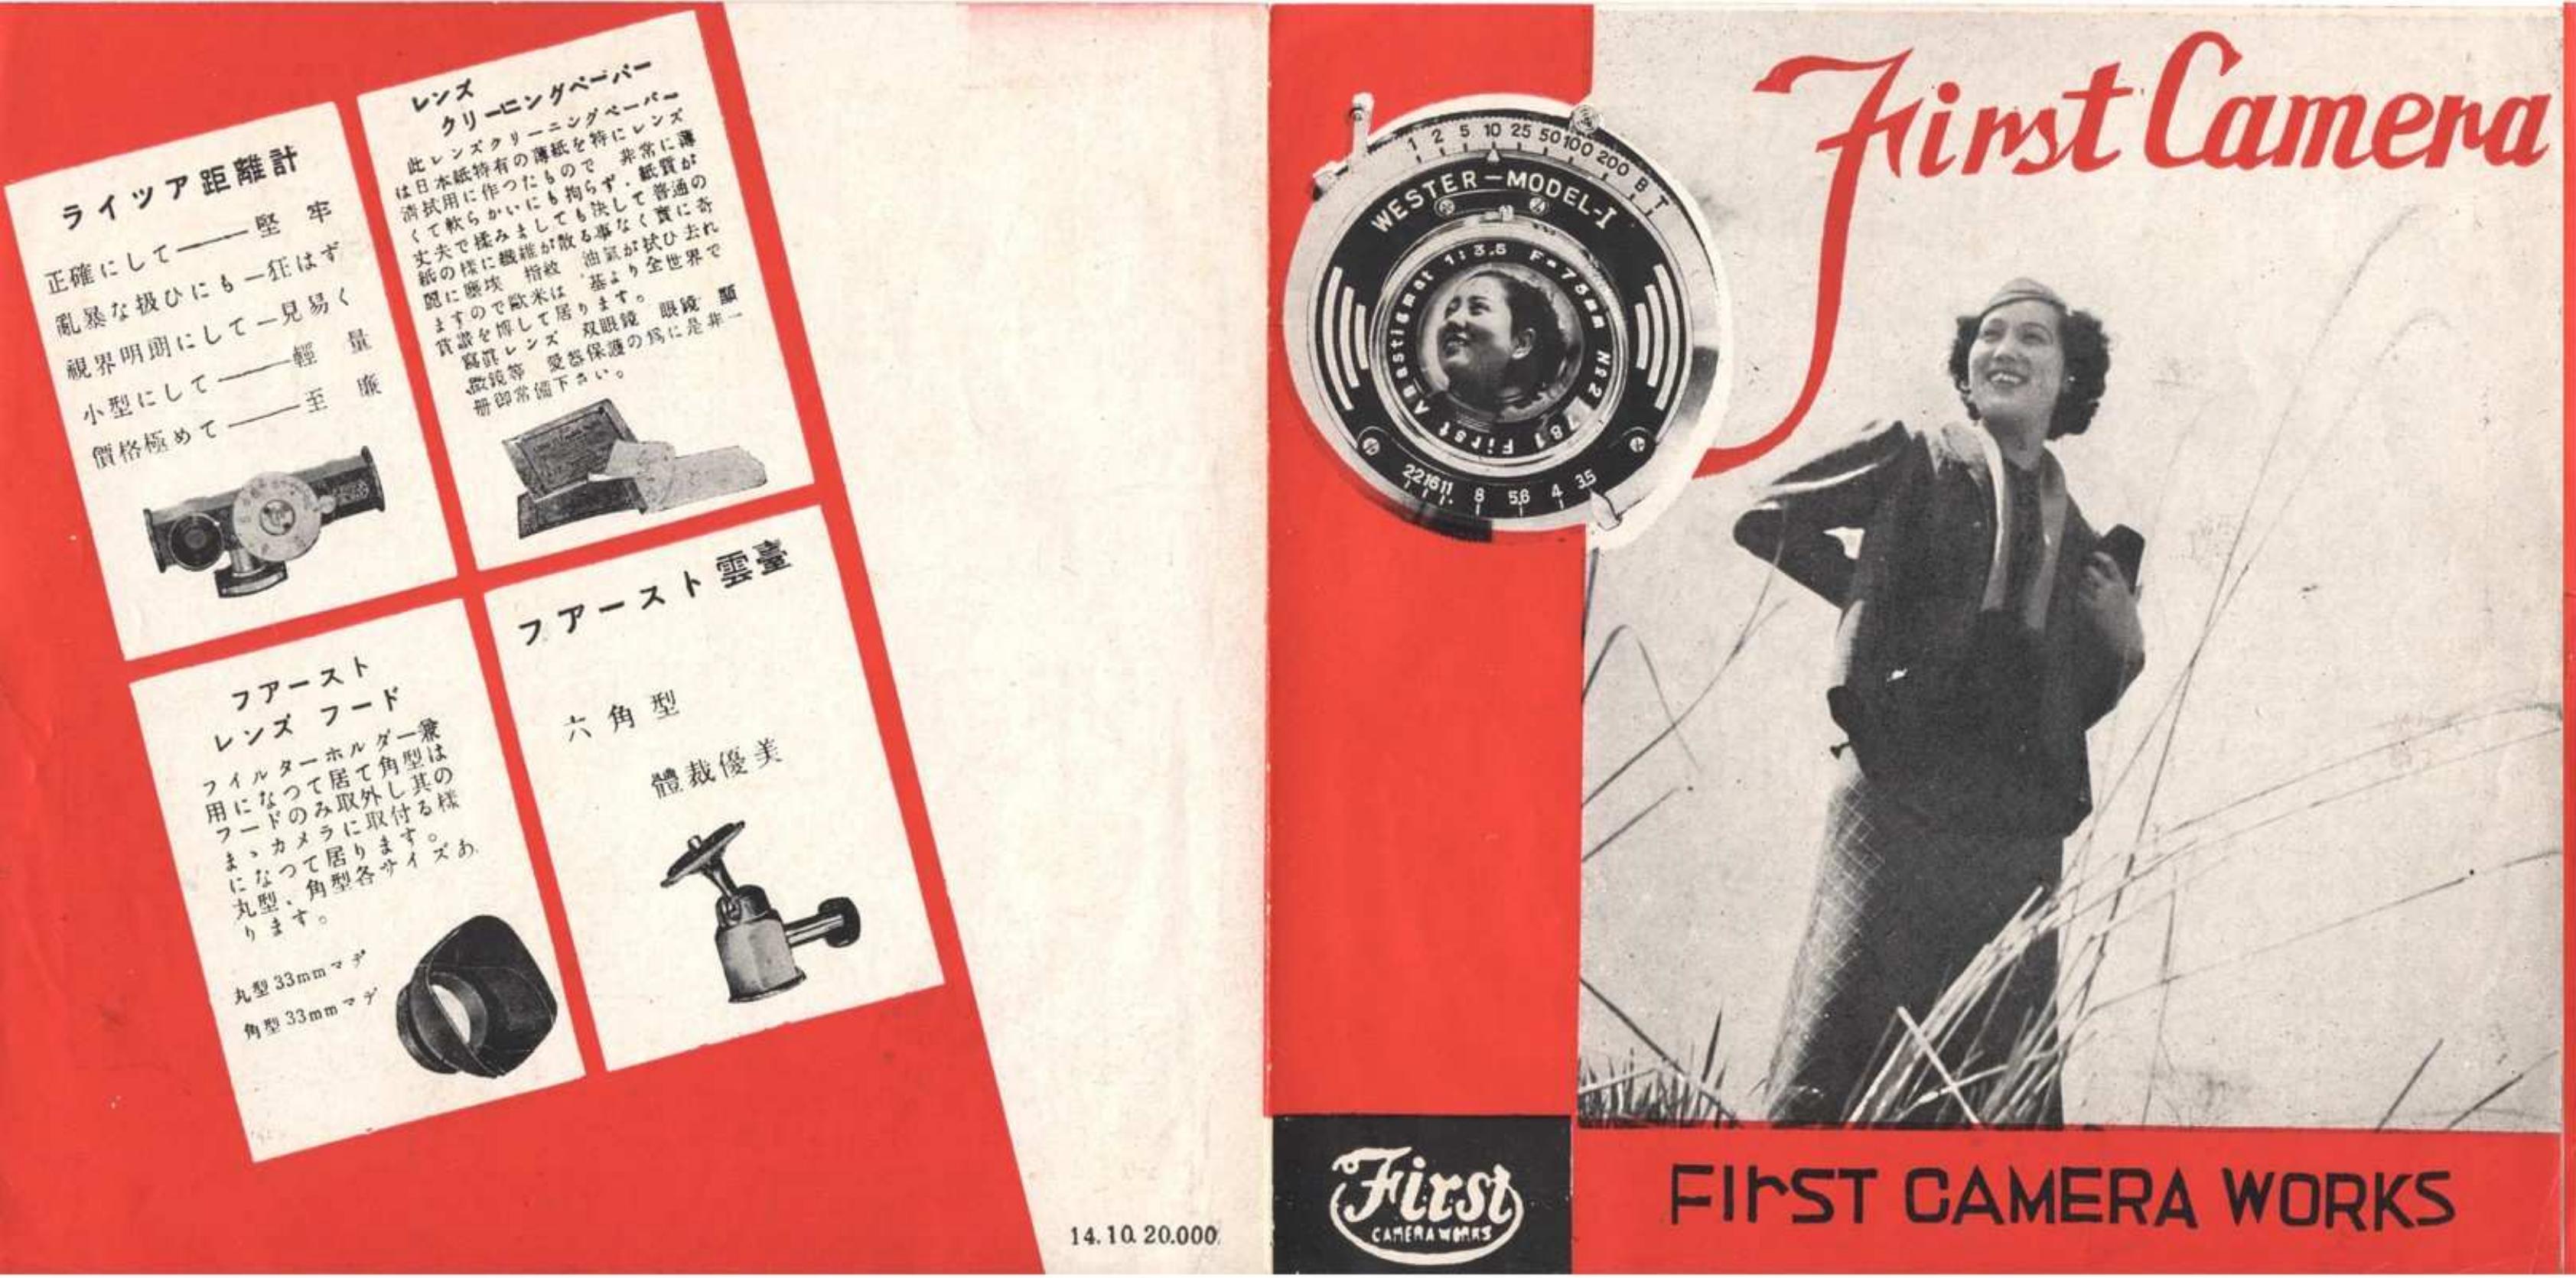 ライツア距離計
正確にして━━堅 牢
亂暴な扱ひにも━狂はず
視界明朗にして━見易く
小型にして━━輕 量
價格極めて━━至 廉
レンズ
クリーニングペーパー
此レンズクリーニングペーパー
は日本紙特有の薄紙を特にレンズ
清拭用に作つたもので 非常に薄
くて軟らかいにも拘らず、紙質が
丈夫で揉みましても決して普通の
紙の様に纎維が散る事なく實に奇
麗に塵埃 指紋 油氣が拭ひ去れ
ますので歐米は 基より全世界で
賞讃を博して居ります。
寫眞レンズ 双眼鏡 眼鏡 顯
微鏡等 愛器保護の爲に是非一
冊御常備下さい。
フアースト
レンズ フード
フイルターホルダー兼
用になつて居て角型は
フードのみ取外し其の
まゝカメラに取付る様
になつて居ります。
丸型、角型各サイズあ
ります。
丸型 33mmマデ
角型 33mmマデ
フアースト雲臺
六角型
體裁優美
14.10.20.000
First Camera
1 2 5 10 25 50 100 200 B T
WESTER-MODEL-I
First Anastigmat 1:3.5 F=75mm
22 16 11 8 5.6 4 3.5
First
CAMERA WORKS
FIrST CAMERA WORKS